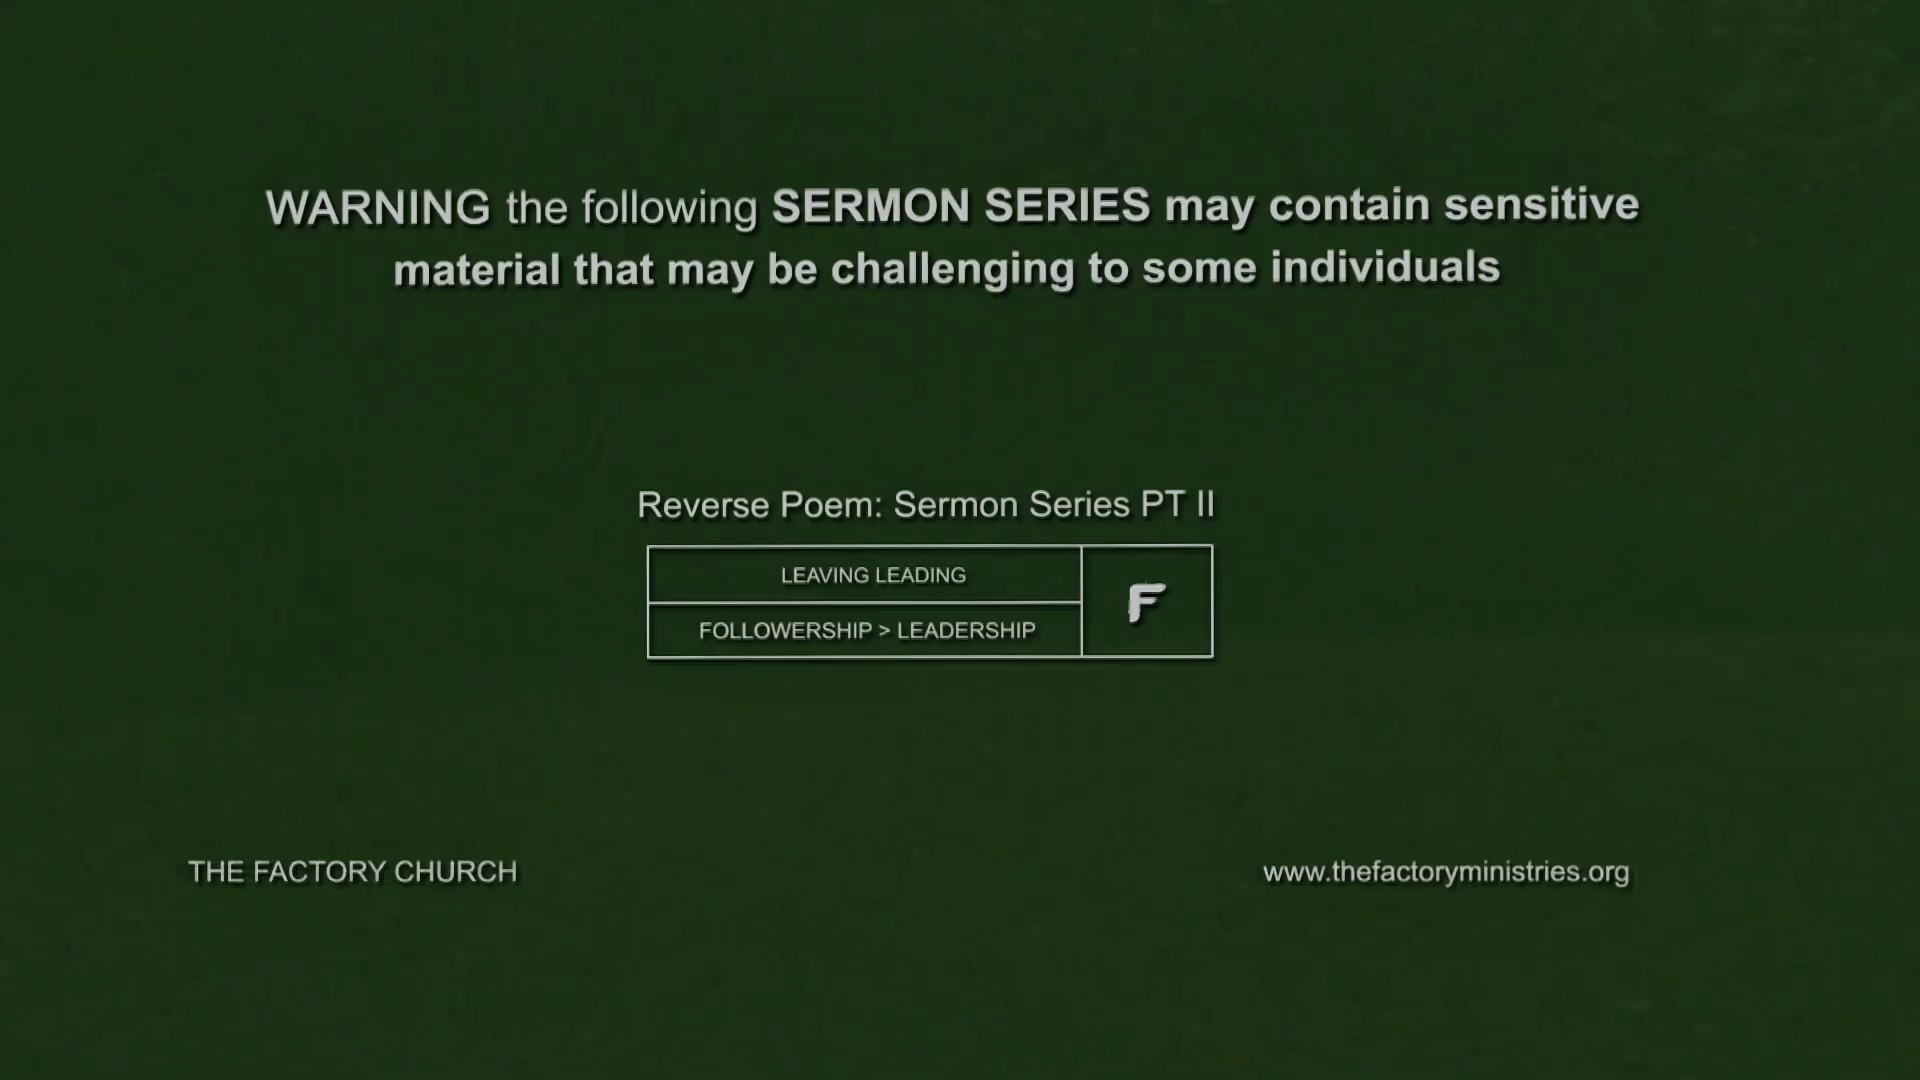 WARNING the following SERMON SERIES may contain sensitive
material that may be challenging to some individuals
Reverse Poem: Sermon Series PT II
LEAVING LEADING
FOLLOWERSHIP > LEADERSHIP
F
THE FACTORY CHURCH
www.thefactoryministries.org